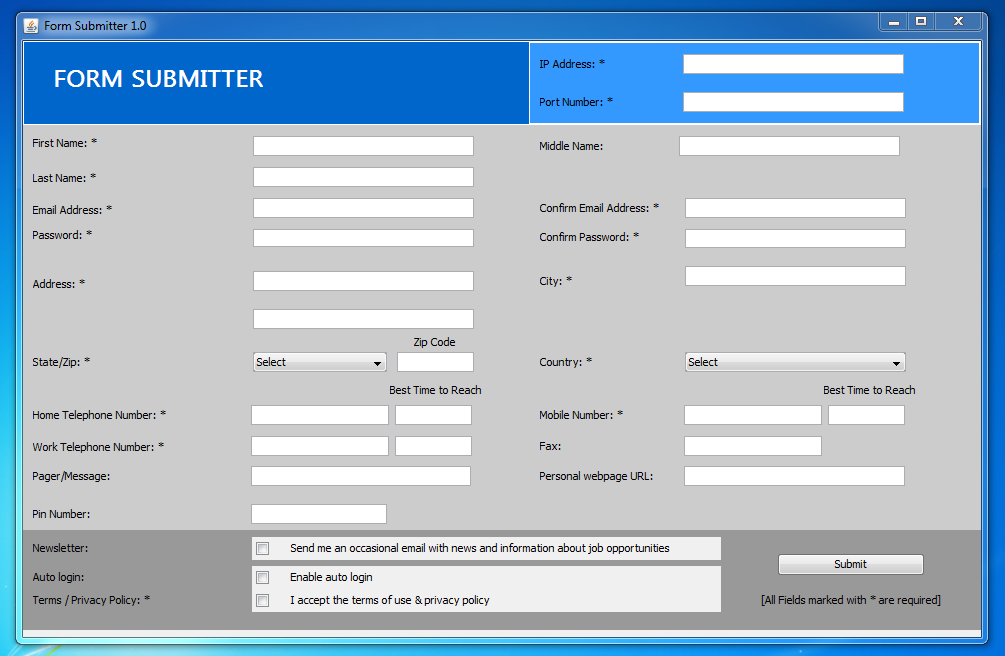 Form Submitter 1.0
FORM SUBMITTER
IP Address: *
Port Number: *
First Name: *
Middle Name:
Last Name: *
Email Address: *
Confirm Email Address: *
Password: *
Confirm Password: *
Address: *
City: *
Zip Code
State/Zip: *
Select
Country: *
Select
Best Time to Reach
Best Time to Reach
Home Telephone Number: *
Mobile Number: *
Work Telephone Number: *
Fax:
Pager/Message:
Personal webpage URL:
Pin Number:
Newsletter:
Send me an occasional email with news and information about job opportunities
Submit
Auto login:
Enable auto login
Terms / Privacy Policy: *
I accept the terms of use & privacy policy
[All Fields marked with * are required]